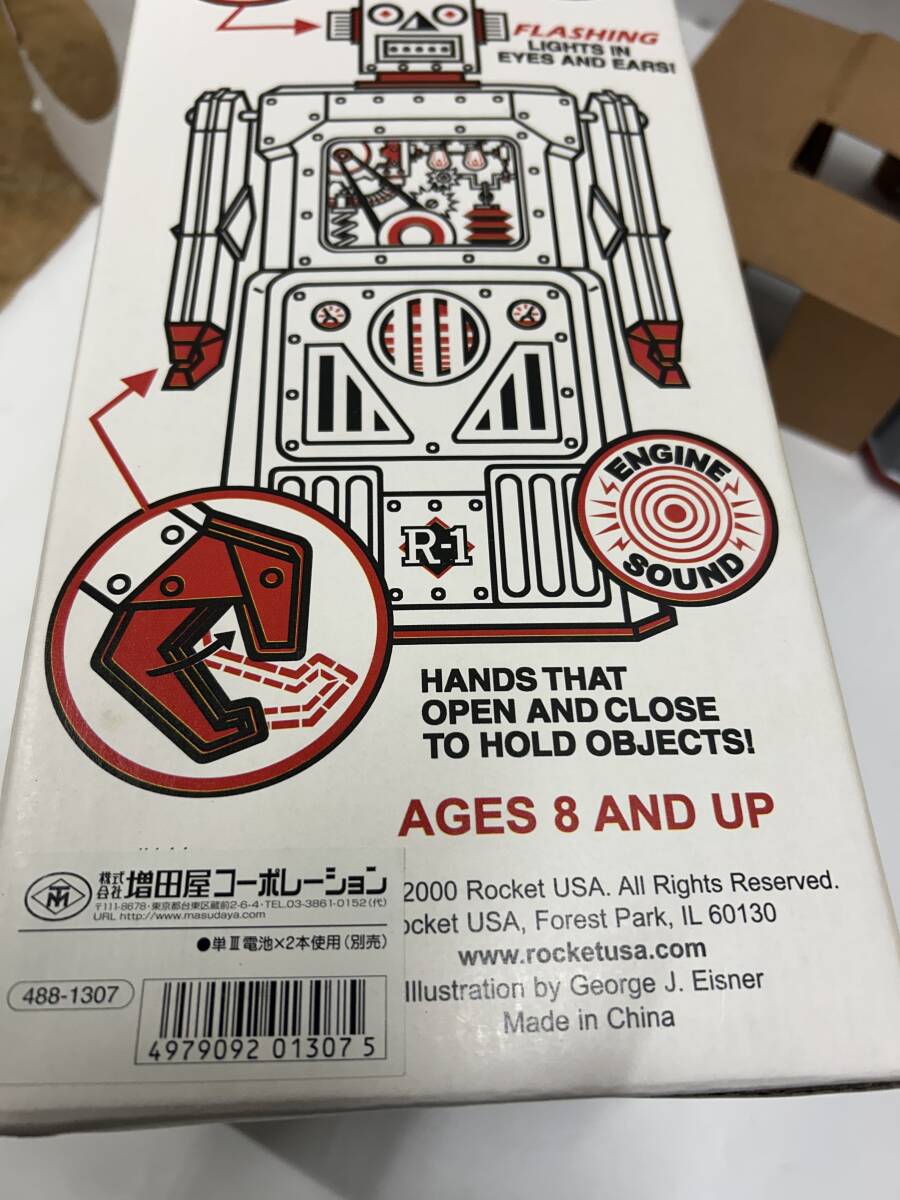 FLASHING
LIGHTS IN
EYES AND EARS!
ENGINE
SOUND
R-1
HANDS THAT
OPEN AND CLOSE
TO HOLD OBJECTS!
AGES 8 AND UP
2000 Rocket USA. All Rights Reserved.
ocket USA, Forest Park, IL 60130
www.rocketusa.com
Illustration by George J. Eisner
Made in China
株式会社 増田屋コーポレーション
〒111-8678・東京都台東区蔵前2-6-4・TEL.03-3861-0152(代)
URL http://www.masudaya.com
●単Ⅲ電池×2本使用(別売)
488-1307
4979092 013075